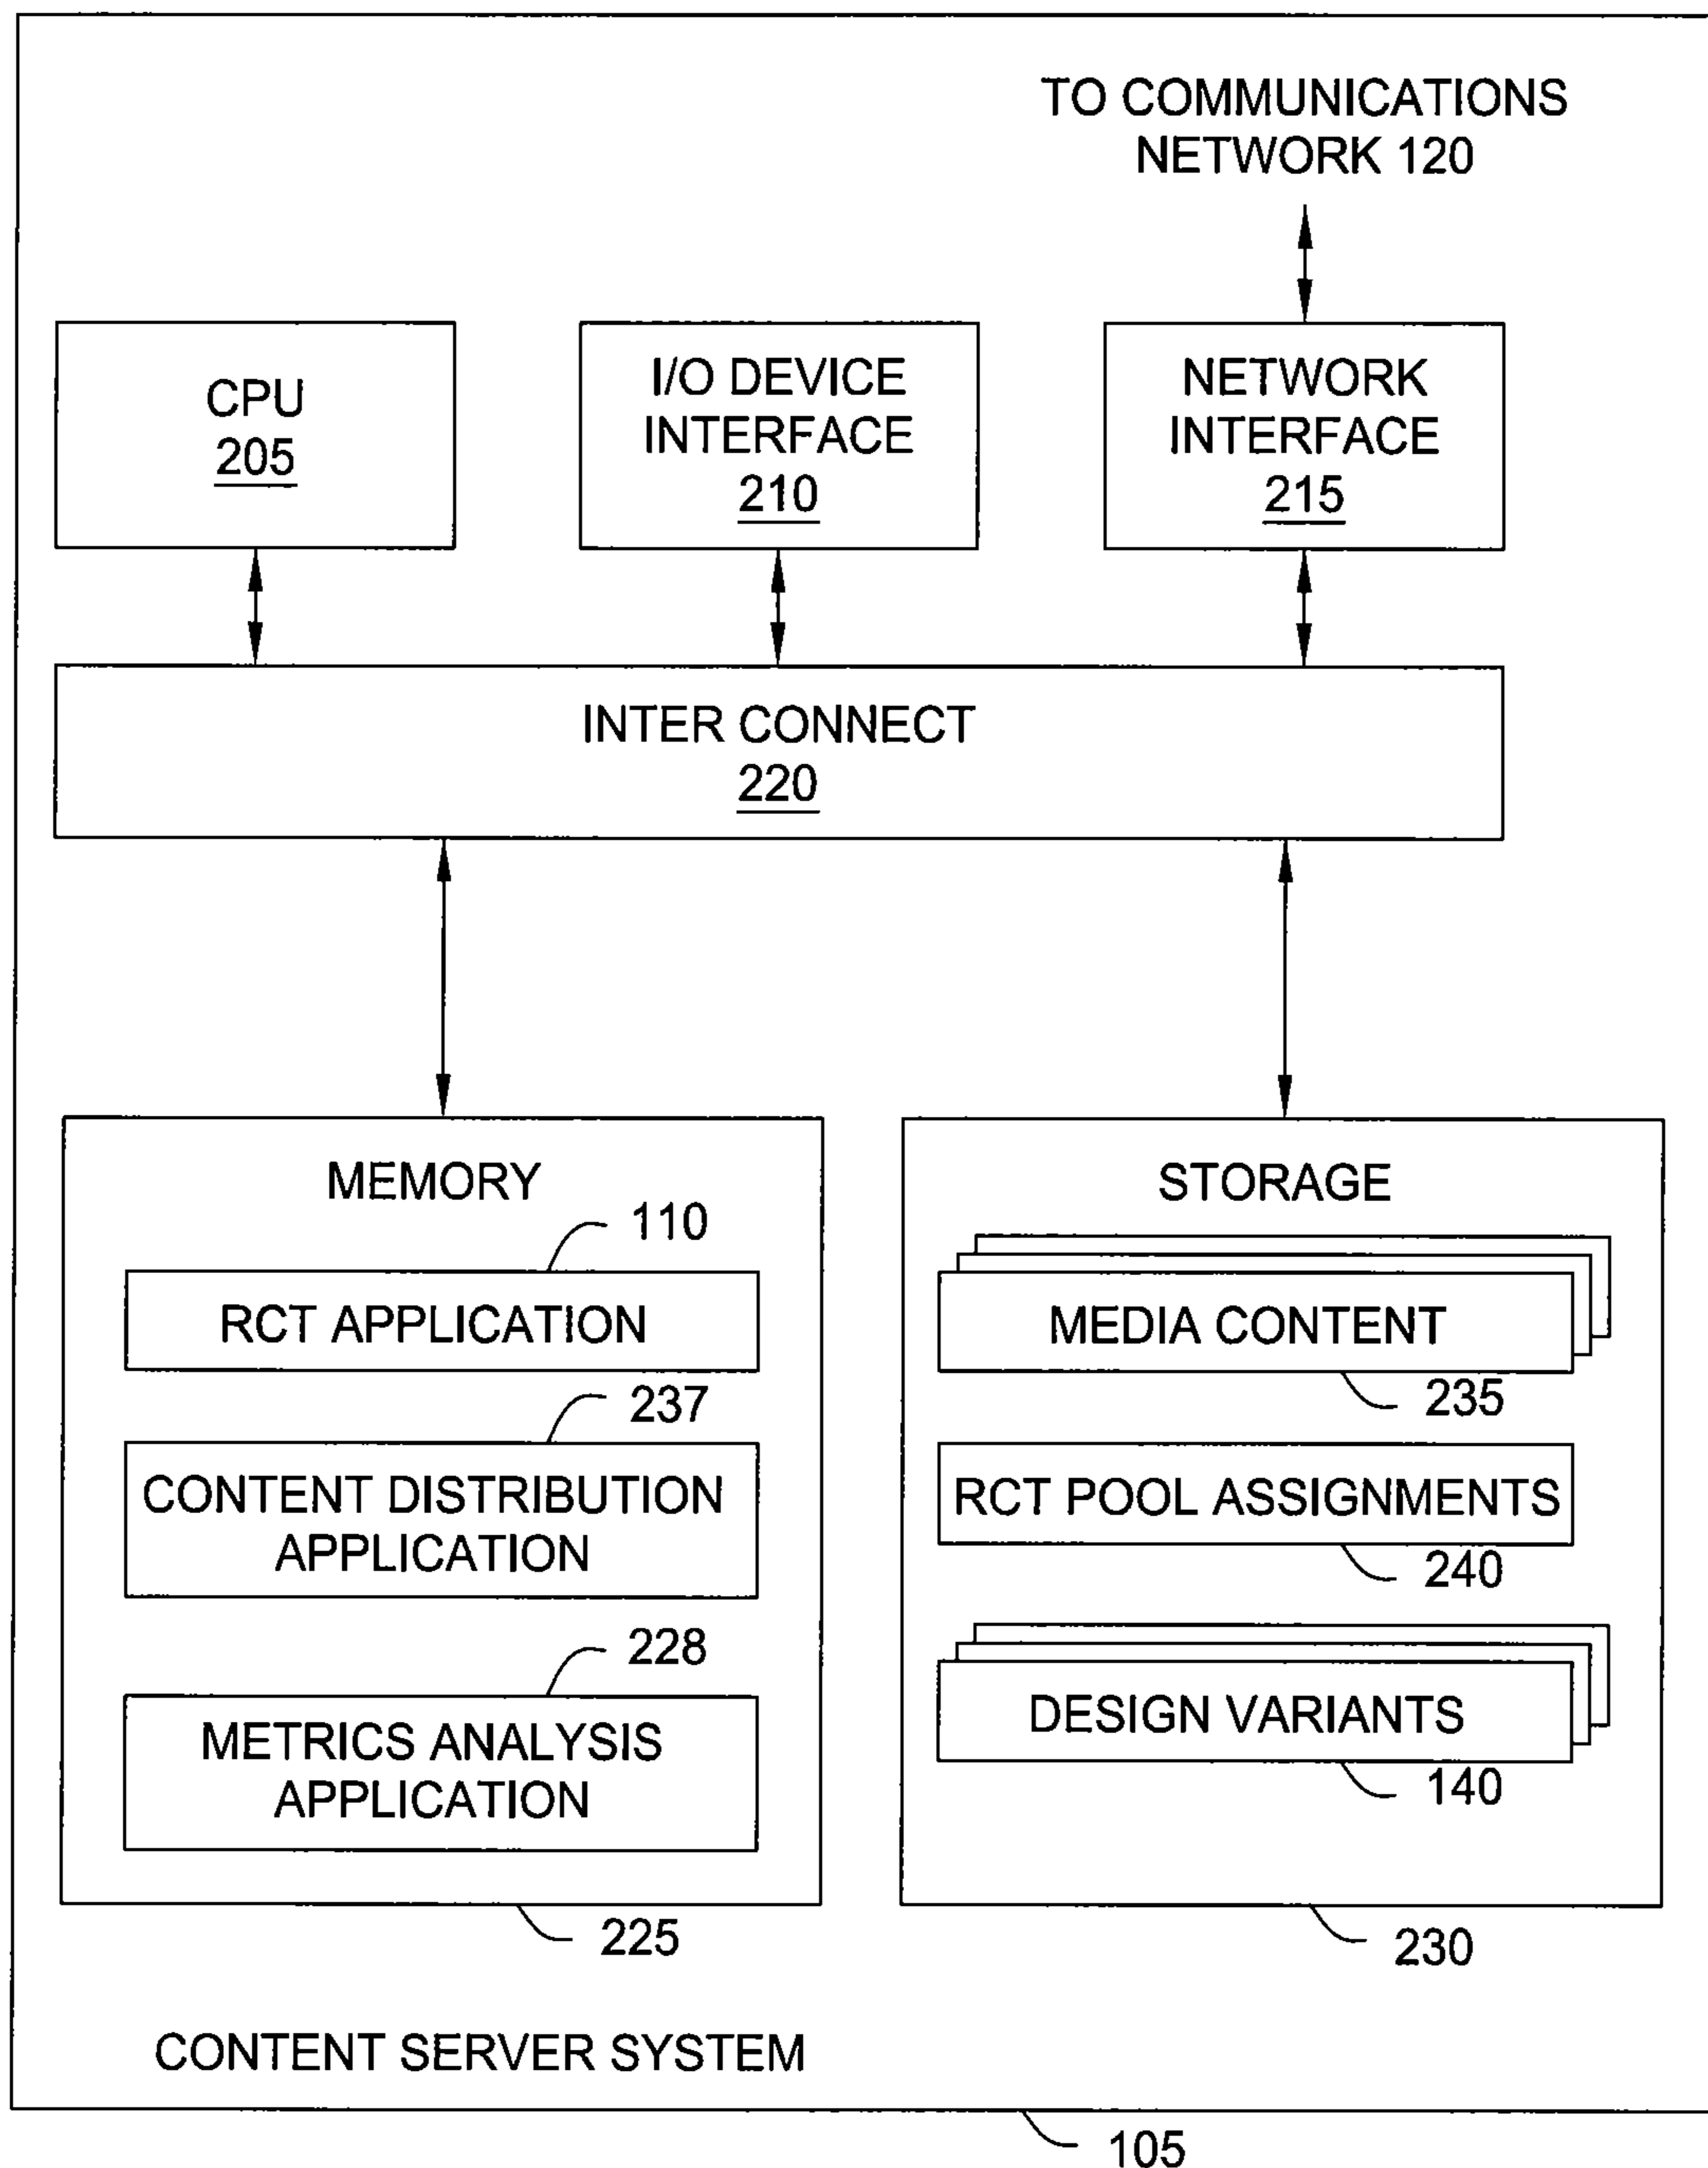 TO COMMUNICATIONS
NETWORK 120
CPU
205
I/O DEVICE
INTERFACE
210
NETWORK
INTERFACE
215
INTER CONNECT
220
MEMORY
110
RCT APPLICATION
237
CONTENT DISTRIBUTION
APPLICATION
228
METRICS ANALYSIS
APPLICATION
225
STORAGE
MEDIA CONTENT
235
RCT POOL ASSIGNMENTS
240
DESIGN VARIANTS
140
230
CONTENT SERVER SYSTEM
105